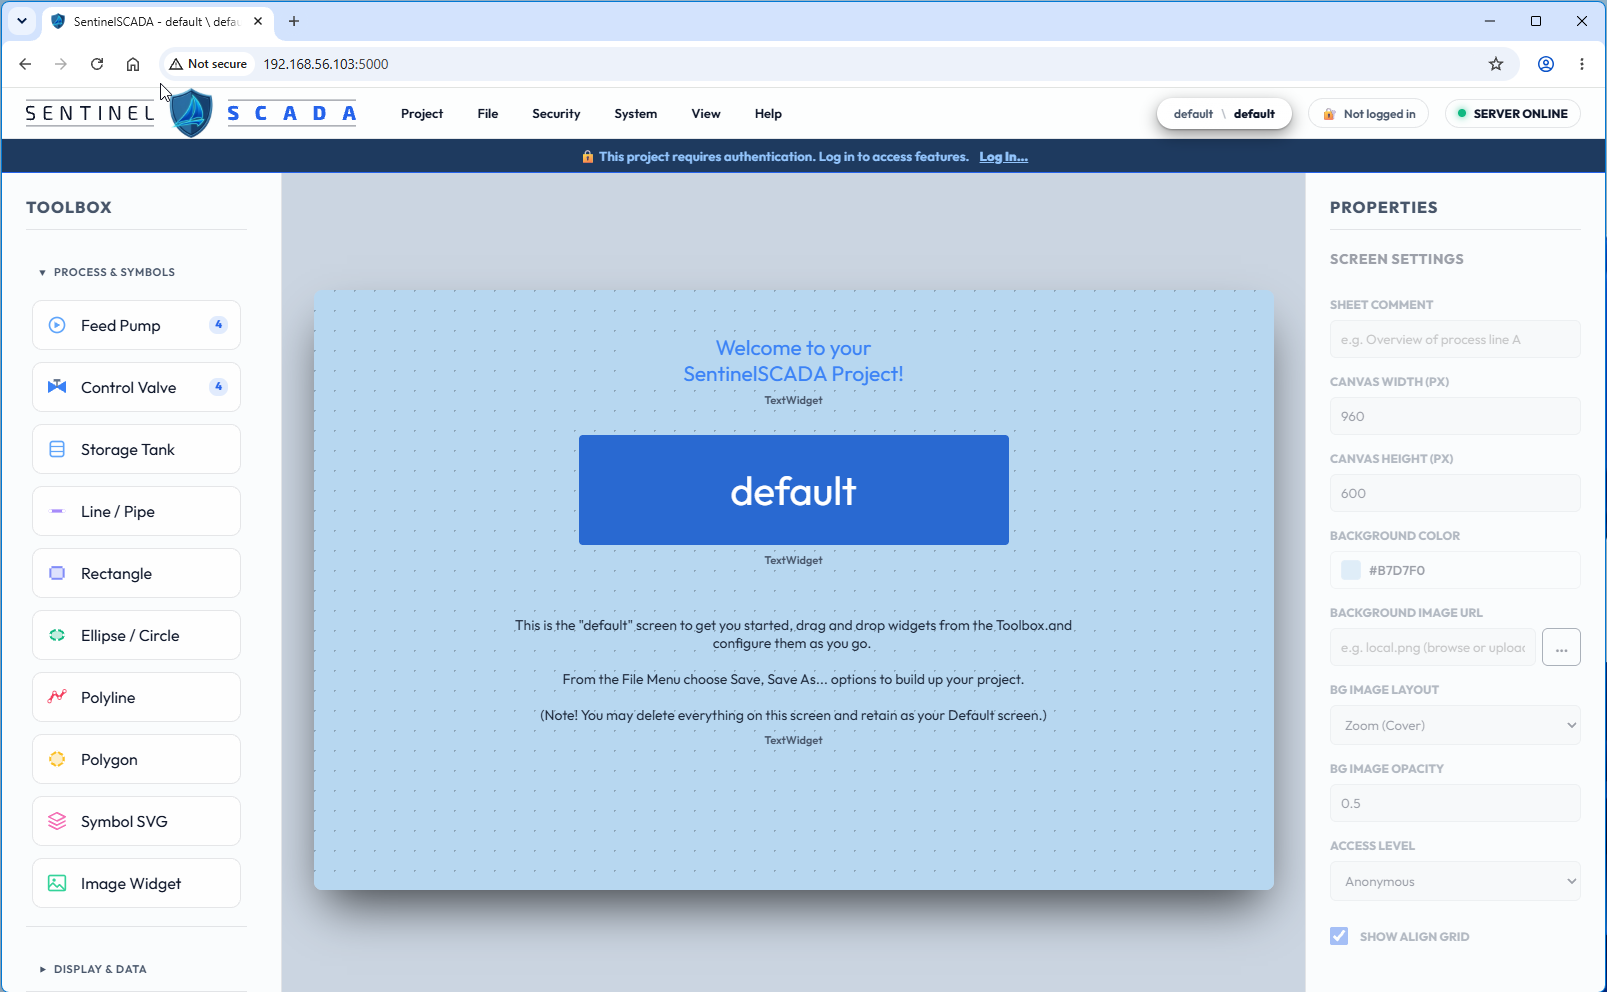 SentinelSCADA - default \ defau
Not secure
192.168.56.103:5000
SENTINEL SCADA
Project
File
Security
System
View
Help
default \ default
Not logged in
SERVER ONLINE
This project requires authentication. Log in to access features. Log In...
TOOLBOX
PROCESS & SYMBOLS
Feed Pump 4
Control Valve 4
Storage Tank
Line / Pipe
Rectangle
Ellipse / Circle
Polyline
Polygon
Symbol SVG
Image Widget
DISPLAY & DATA
Welcome to your
SentinelSCADA Project!
TextWidget
default
TextWidget
This is the "default" screen to get you started, drag and drop widgets from the Toolbox and
configure them as you go.
From the File Menu choose Save, Save As... options to build up your project.
(Note! You may delete everything on this screen and retain as your Default screen.)
TextWidget
PROPERTIES
SCREEN SETTINGS
SHEET COMMENT
e.g. Overview of process line A
CANVAS WIDTH (PX)
960
CANVAS HEIGHT (PX)
600
BACKGROUND COLOR
#B7D7F0
BACKGROUND IMAGE URL
e.g. local.png (browse or upload
...
BG IMAGE LAYOUT
Zoom (Cover)
BG IMAGE OPACITY
0.5
ACCESS LEVEL
Anonymous
SHOW ALIGN GRID